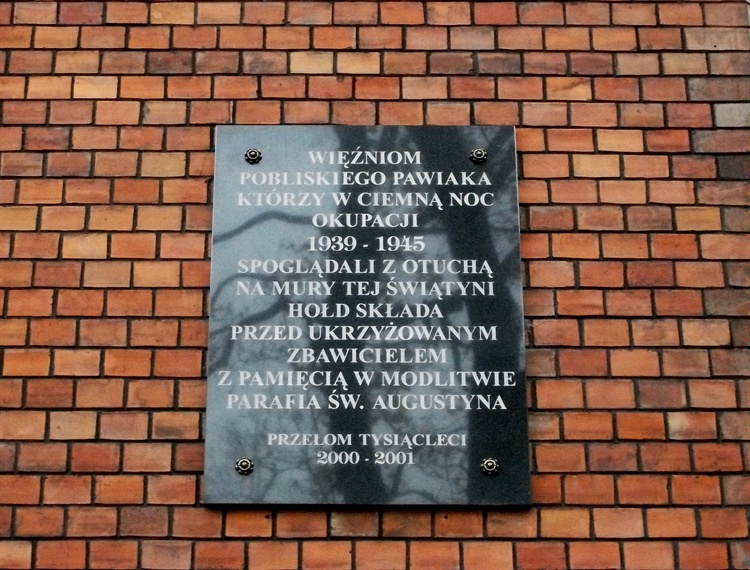 WIĘŹNIOM
POBLISKIEGO PAWIAKA
KTÓRZY W CIEMNĄ NOC
OKUPACJI
1939 - 1945
SPOGLĄDALI Z OTUCHĄ
NA MURY TEJ ŚWIĄTYNI
HOŁD SKŁADA
PRZED UKRZYŻOWANYM
ZBAWICIELEM
Z PAMIĘCIĄ W MODLITWIE
PARAFIA ŚW. AUGUSTYNA
PRZEŁOM TYSIĄCLECI
2000 - 2001